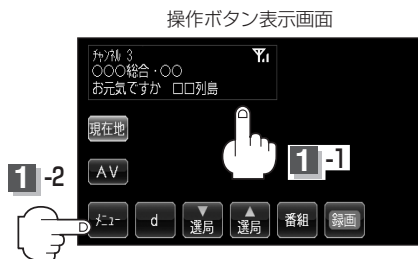 操作ボタン表示画面
ﾁｬﾝﾈﾙ 3
○○○総合・○○
お元気ですか □□列島
現在地
1-1
1-2
AV
ﾒﾆｭｰ
d
▼
選局
▲
選局
番組
録画